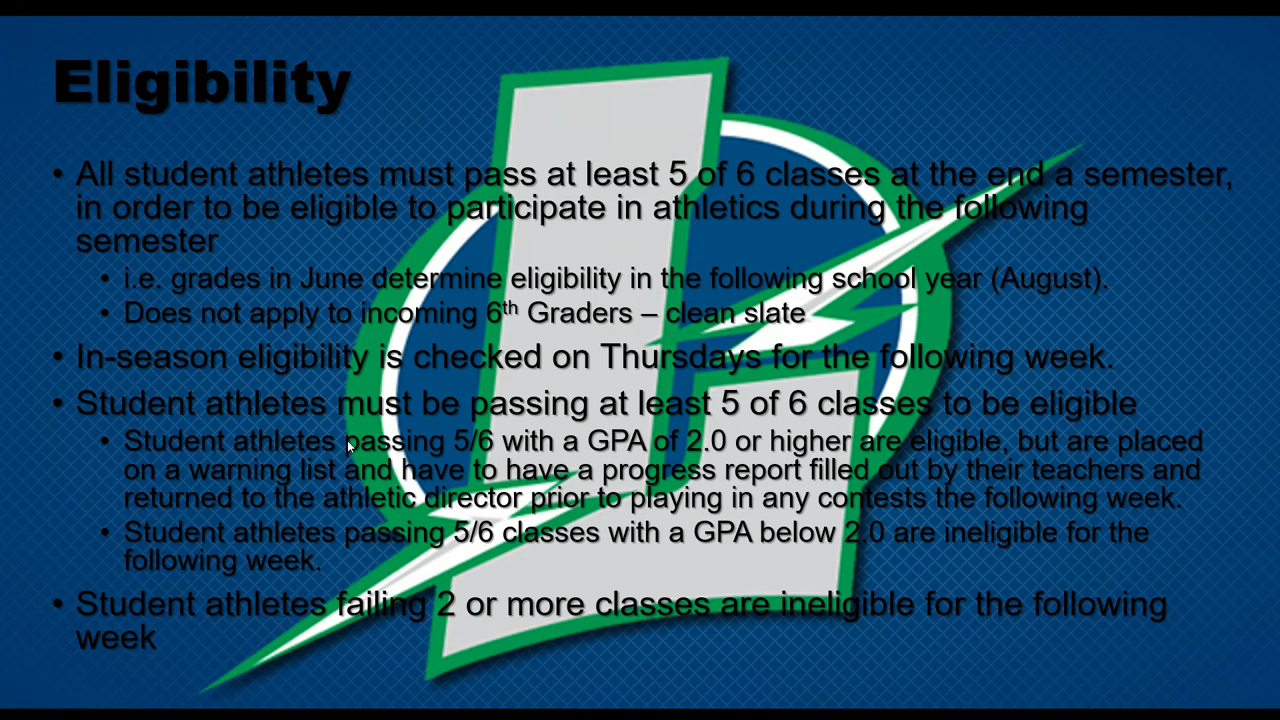 Eligibility
• All student athletes must pass at least 5 of 6 classes at the end a semester,
in order to be eligible to participate in athletics during the following
semester
• i.e. grades in June determine eligibility in the following school year (August).
• Does not apply to incoming 6th Graders – clean slate
• In-season eligibility is checked on Thursdays for the following week.
• Student athletes must be passing at least 5 of 6 classes to be eligible
• Student athletes passing 5/6 with a GPA of 2.0 or higher are eligible, but are placed
on a warning list and have to have a progress report filled out by their teachers and
returned to the athletic director prior to playing in any contests the following week.
• Student athletes passing 5/6 classes with a GPA below 2.0 are ineligible for the
following week.
• Student athletes failing 2 or more classes are ineligible for the following
week